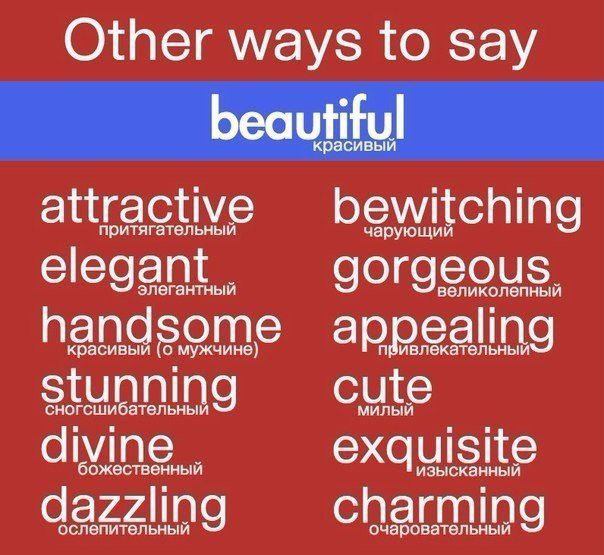 Other ways to say
beautiful
красивый
attractive
притягательный
elegant
элегантный
handsome
красивый (о мужчине)
stunning
сногсшибательный
divine
божественный
dazzling
ослепительный
bewitching
чарующий
gorgeous
великолепный
appealing
привлекательный
cute
милый
exquisite
изысканный
charming
очаровательный